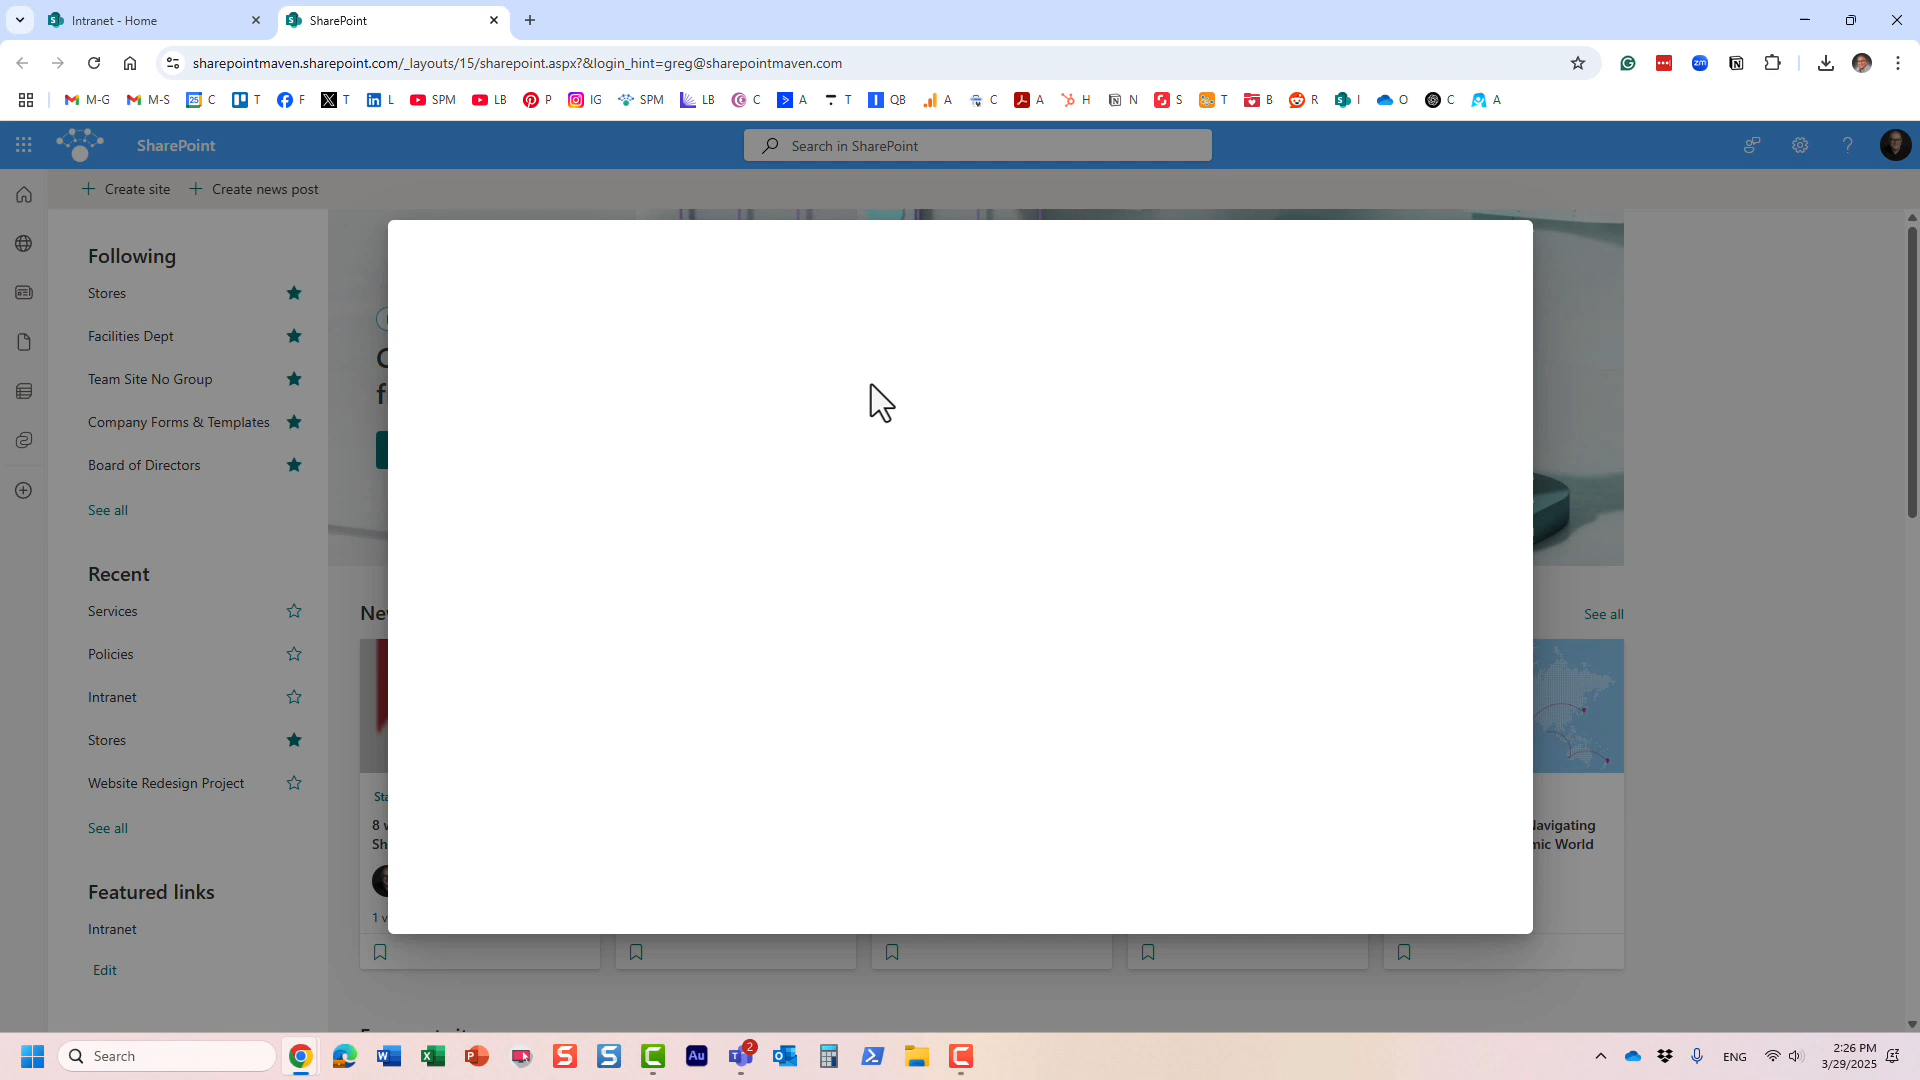 Intranet - Home
SharePoint
sharepointmaven.sharepoint.com/_layouts/15/sharepoint.aspx?&login_hint=greg@sharepointmaven.com
M-G M-S C T F T L SPM LB P IG SPM LB C A T QB A C A H N S T B R I O C A
SharePoint
Search in SharePoint
Create site
Create news post
Following
Stores
Facilities Dept
Team Site No Group
Company Forms & Templates
Board of Directors
See all
Recent
Services
Policies
Intranet
Stores
Website Redesign Project
See all
Featured links
Intranet
Edit
See all
8 w
1 v
Search
2
ENG
2:26 PM
3/29/2025